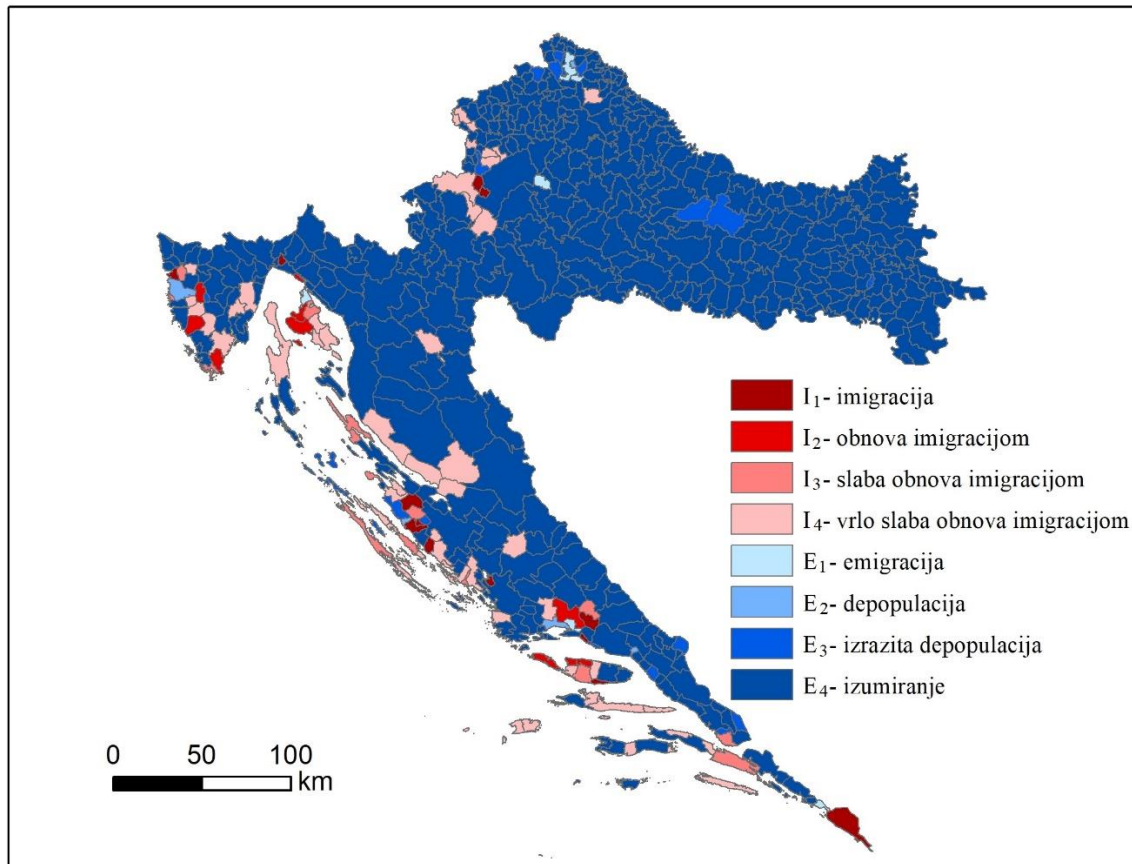 I₁- imigracija
I₂- obnova imigracijom
I₃- slaba obnova imigracijom
I₄- vrlo slaba obnova imigracijom
E₁- emigracija
E₂- depopulacija
E₃- izrazita depopulacija
E₄- izumiranje
0 50 100
km